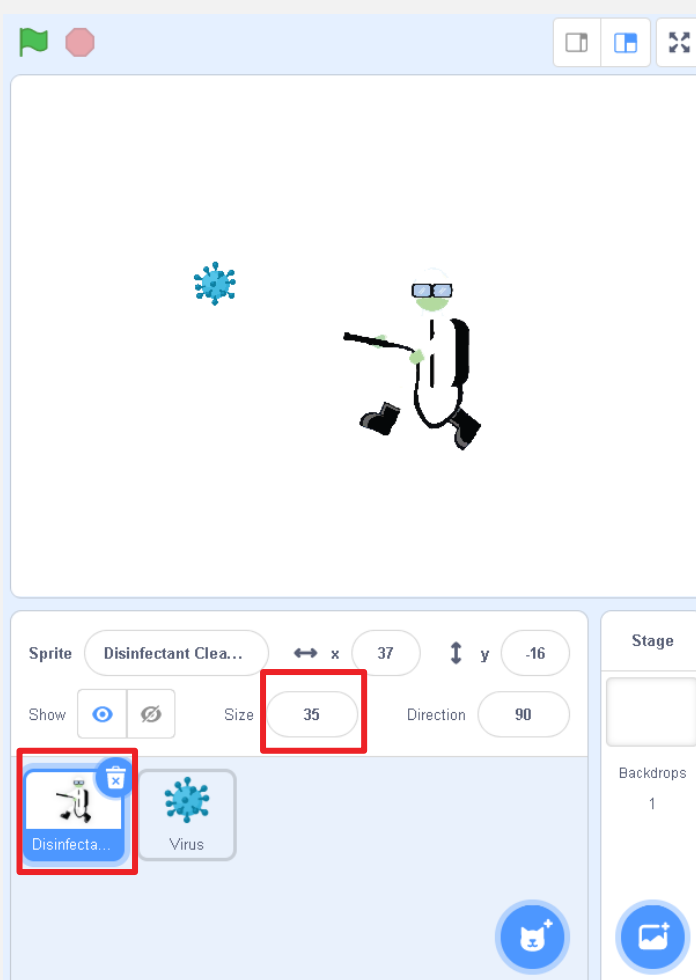 Sprite Disinfectant Clea... x 37 y -16
Show Size 35 Direction 90
Disinfecta...
Virus
Stage
Backdrops
1